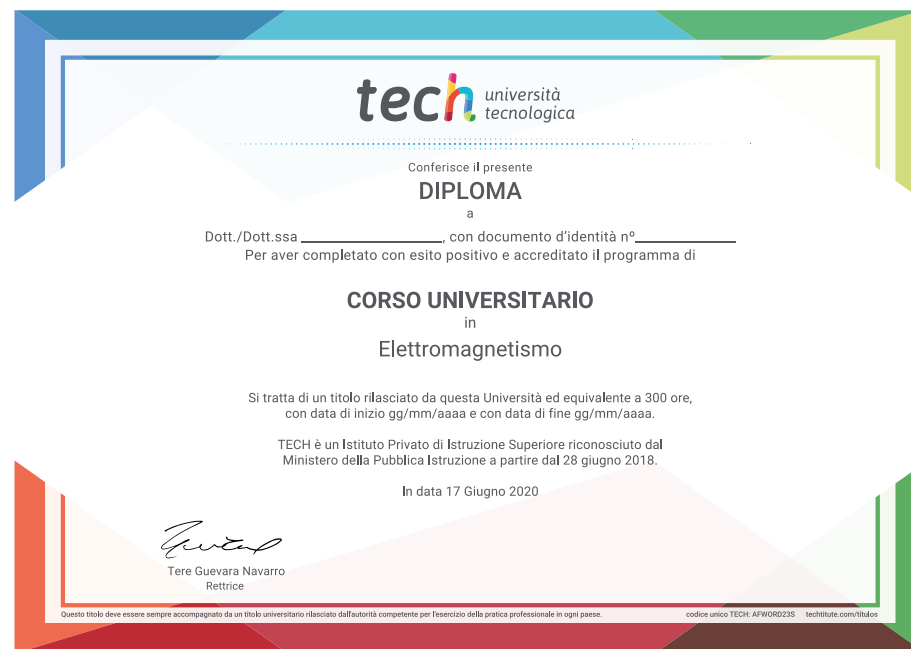 tech università
tecnologica
Conferisce il presente
DIPLOMA
a
Dott./Dott.ssa ______________, con documento d'identità nº__________
Per aver completato con esito positivo e accreditato il programma di
CORSO UNIVERSITARIO
in
Elettromagnetismo
Si tratta di un titolo rilasciato da questa Università ed equivalente a 300 ore,
con data di inizio gg/mm/aaaa e con data di fine gg/mm/aaaa.
TECH è un Istituto Privato di Istruzione Superiore riconosciuto dal
Ministero della Pubblica Istruzione a partire dal 28 giugno 2018.
In data 17 Giugno 2020
Tere Guevara Navarro
Rettrice
Questo titolo deve essere sempre accompagnato da un titolo universitario rilasciato dall'autorità competente per l'esercizio della pratica professionale in ogni paese. codice unico TECH: AFWORD23S techtitute.com/titulos